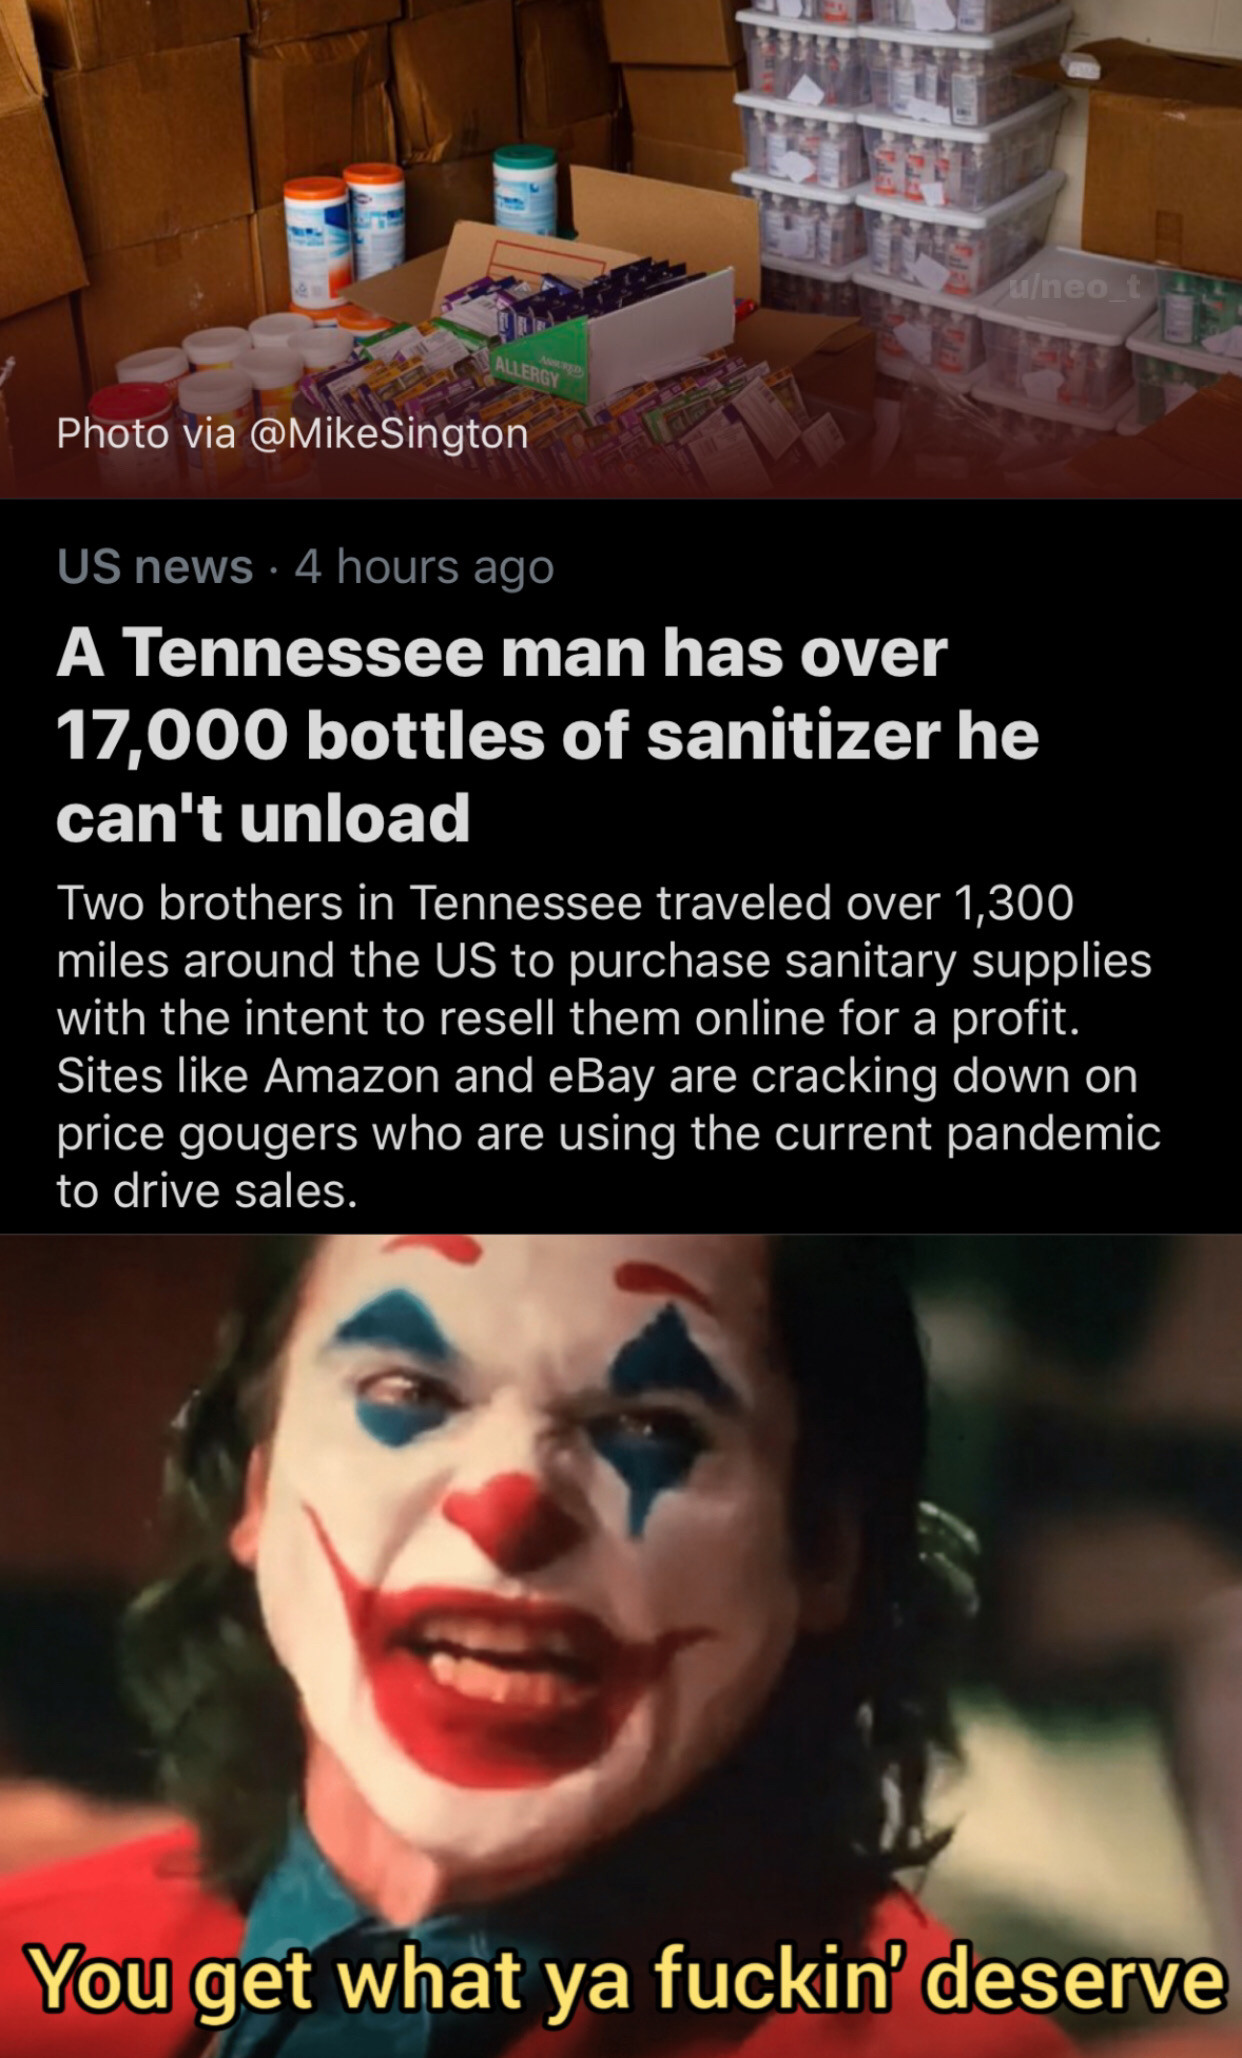 ASSURED
ALLERGY
u/neo_t
Photo via @MikeSington
US news · 4 hours ago
A Tennessee man has over
17,000 bottles of sanitizer he
can't unload
Two brothers in Tennessee traveled over 1,300
miles around the US to purchase sanitary supplies
with the intent to resell them online for a profit.
Sites like Amazon and eBay are cracking down on
price gougers who are using the current pandemic
to drive sales.
You get what ya fuckin' deserve